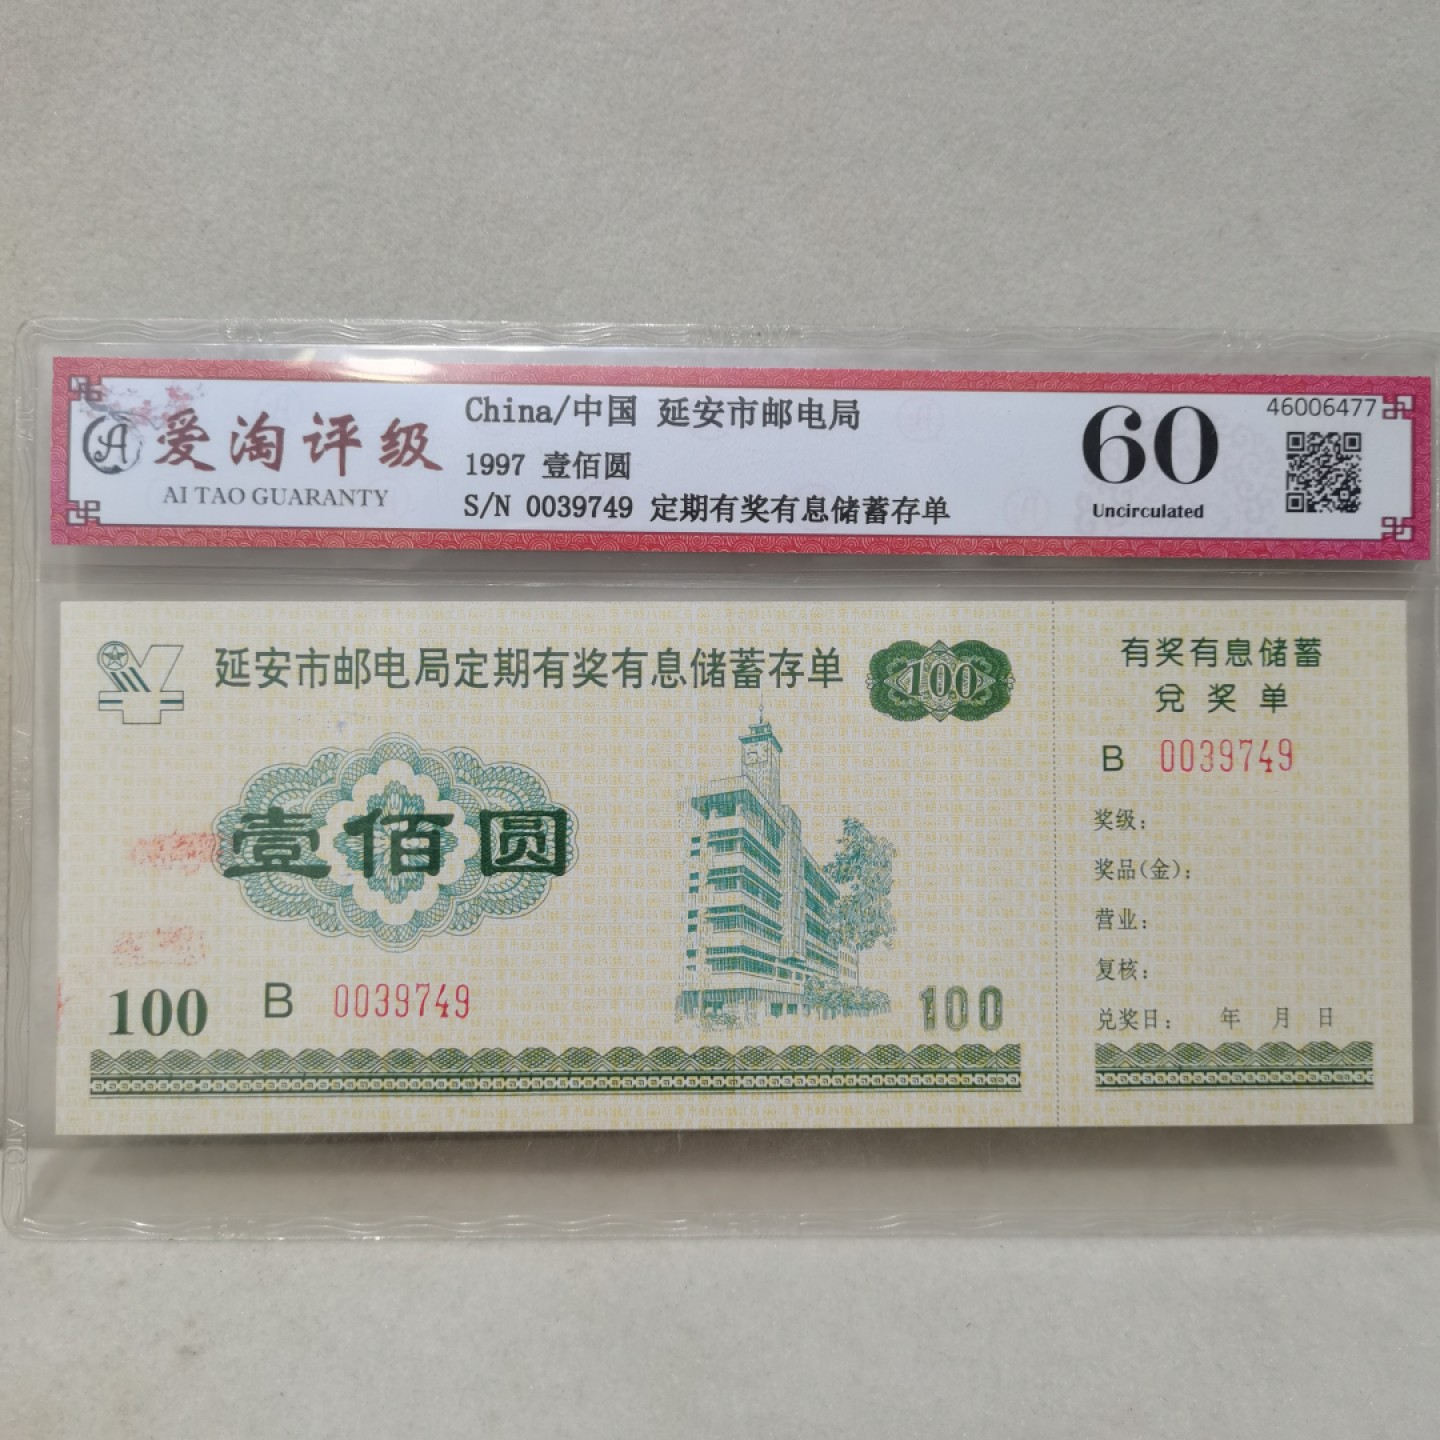 爱淘评级
AI TAO GUARANTY
China/中国 延安市邮电局
1997 壹佰圆
S/N 0039749 定期有奖有息储蓄存单
60
Uncirculated
46006477
延安市邮电局定期有奖有息储蓄存单
100
壹佰圆
100 B 0039749
100
有奖有息储蓄
兑奖单
B 0039749
奖级：
奖品(金)：
营业：
复核：
兑奖日： 年 月 日